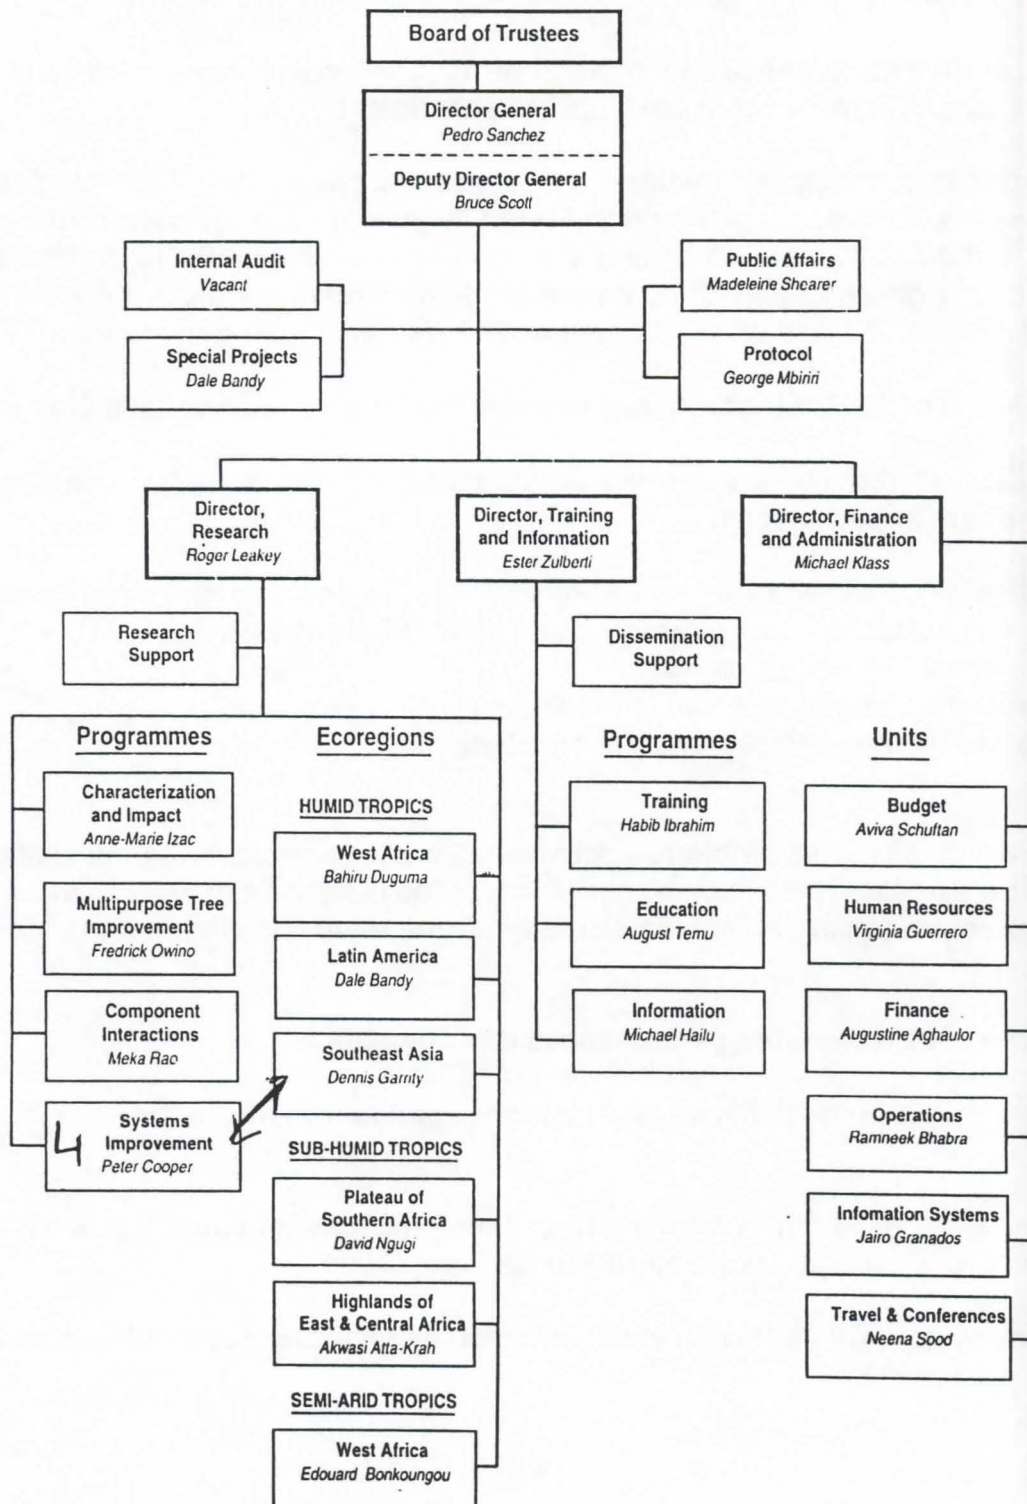 Board of Trustees
Director General
Pedro Sanchez
Deputy Director General
Bruce Scott
Internal Audit
Vacant
Public Affairs
Madeleine Shearer
Special Projects
Dale Bandy
Protocol
George Mbiriri
Director,
Research
Roger Leakey
Director, Training
and Information
Ester Zulberti
Director, Finance
and Administration
Michael Klass
Research
Support
Dissemination
Support
Programmes
Characterization
and Impact
Anne-Marie Izac
Multipurpose Tree
Improvement
Fredrick Owino
Component
Interactions
Meka Rao
4
Systems
Improvement
Peter Cooper
Ecoregions
HUMID TROPICS
West Africa
Bahiru Duguma
Latin America
Dale Bandy
Southeast Asia
Dennis Garrity
SUB-HUMID TROPICS
Plateau of
Southern Africa
David Ngugi
Highlands of
East & Central Africa
Akwasi Atta-Krah
SEMI-ARID TROPICS
West Africa
Edouard Bonkoungou
Programmes
Training
Habib Ibrahim
Education
August Temu
Information
Michael Hailu
Units
Budget
Aviva Schuftan
Human Resources
Virginia Guerrero
Finance
Augustine Aghaulor
Operations
Ramneek Bhabra
Infomation Systems
Jairo Granados
Travel & Conferences
Neena Sood